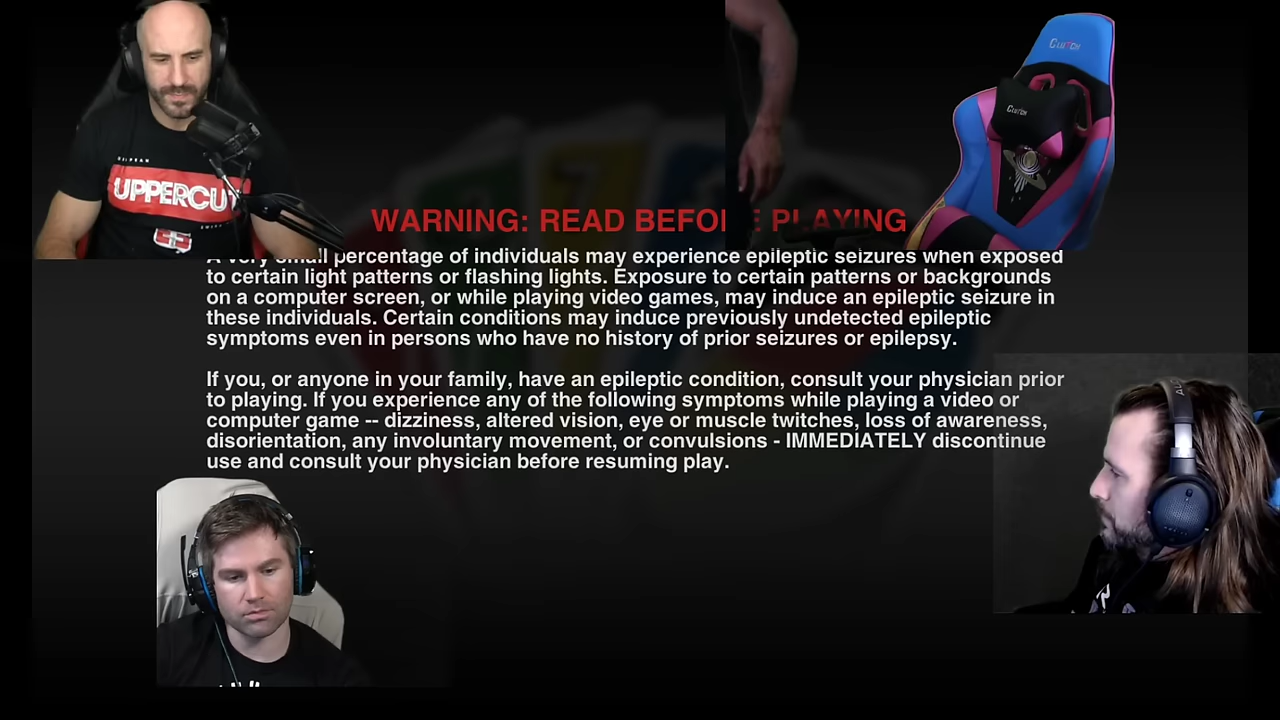 CLUTCH
CLUTCH
UPPERCUT
WARNING: READ BEFORE PLAYING
A very small percentage of individuals may experience epileptic seizures when exposed
to certain light patterns or flashing lights. Exposure to certain patterns or backgrounds
on a computer screen, or while playing video games, may induce an epileptic seizure in
these individuals. Certain conditions may induce previously undetected epileptic
symptoms even in persons who have no history of prior seizures or epilepsy.
If you, or anyone in your family, have an epileptic condition, consult your physician prior
to playing. If you experience any of the following symptoms while playing a video or
computer game -- dizziness, altered vision, eye or muscle twitches, loss of awareness,
disorientation, any involuntary movement, or convulsions - IMMEDIATELY discontinue
use and consult your physician before resuming play.